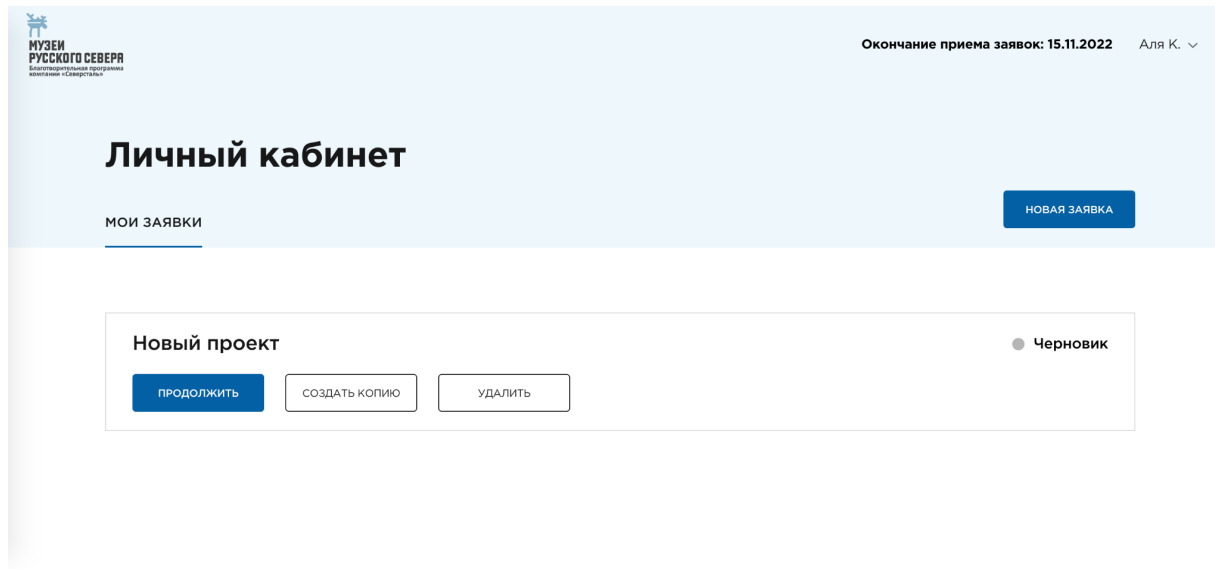 МУЗЕИ
РУССКОГО СЕВЕРА
Благотворительная программа
компании «Северсталь»
Окончание приема заявок: 15.11.2022
Аля К.
Личный кабинет
МОИ ЗАЯВКИ
НОВАЯ ЗАЯВКА
Новый проект
Черновик
ПРОДОЛЖИТЬ
СОЗДАТЬ КОПИЮ
УДАЛИТЬ